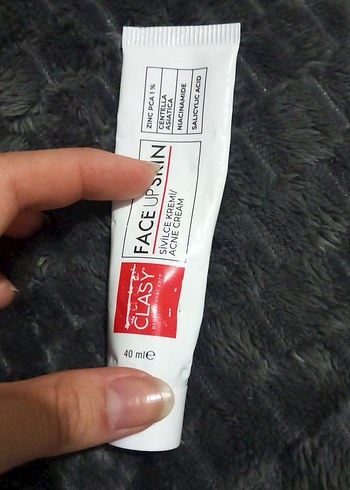 ZINC PCA 1 %
CENTELLA
ASIATICA
NIACINAMIDE
SALICYLIC ACID
FACE UP SKIN
SİVİLCE KREMİ/
ACNE CREAM
CLASY
40 ml e